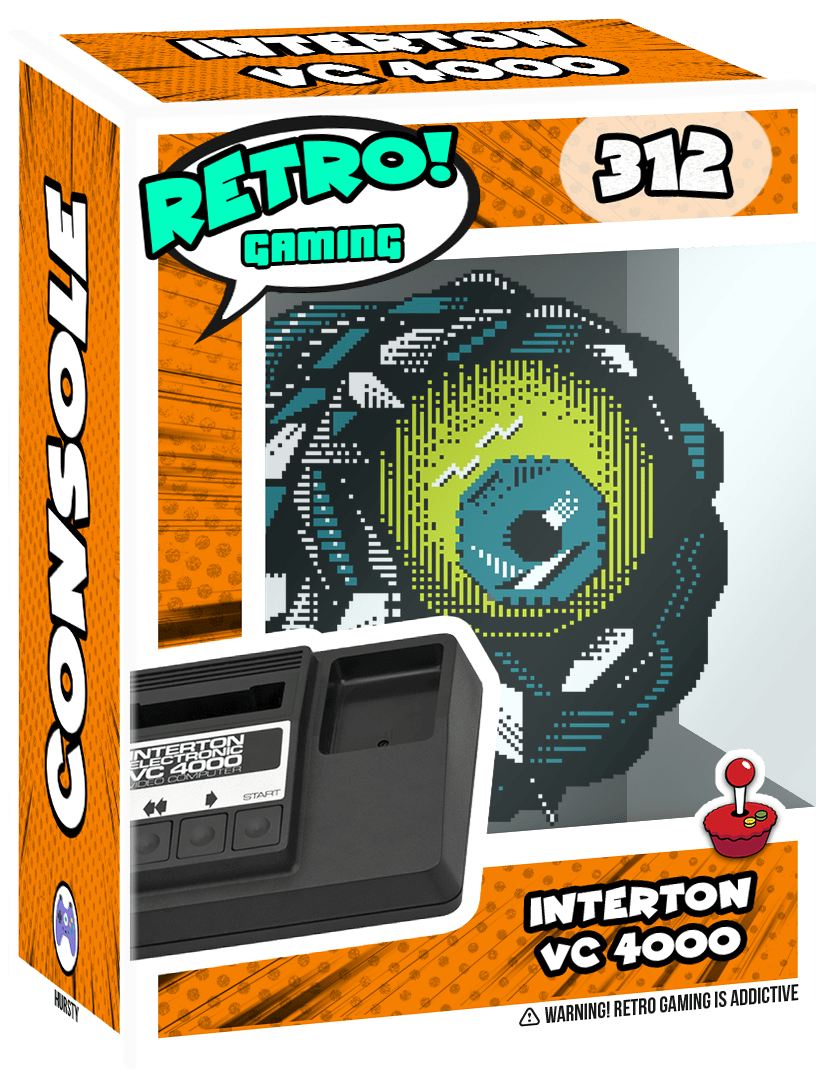 INTERTON
VC 4000
RETRO!
GAMING
312
CONSOLE
INTERTON
ELECTRONIC
VC 4000
VIDEO COMPUTER
START
INTERTON
VC 4000
WARNING! RETRO GAMING IS ADDICTIVE
HURSTY